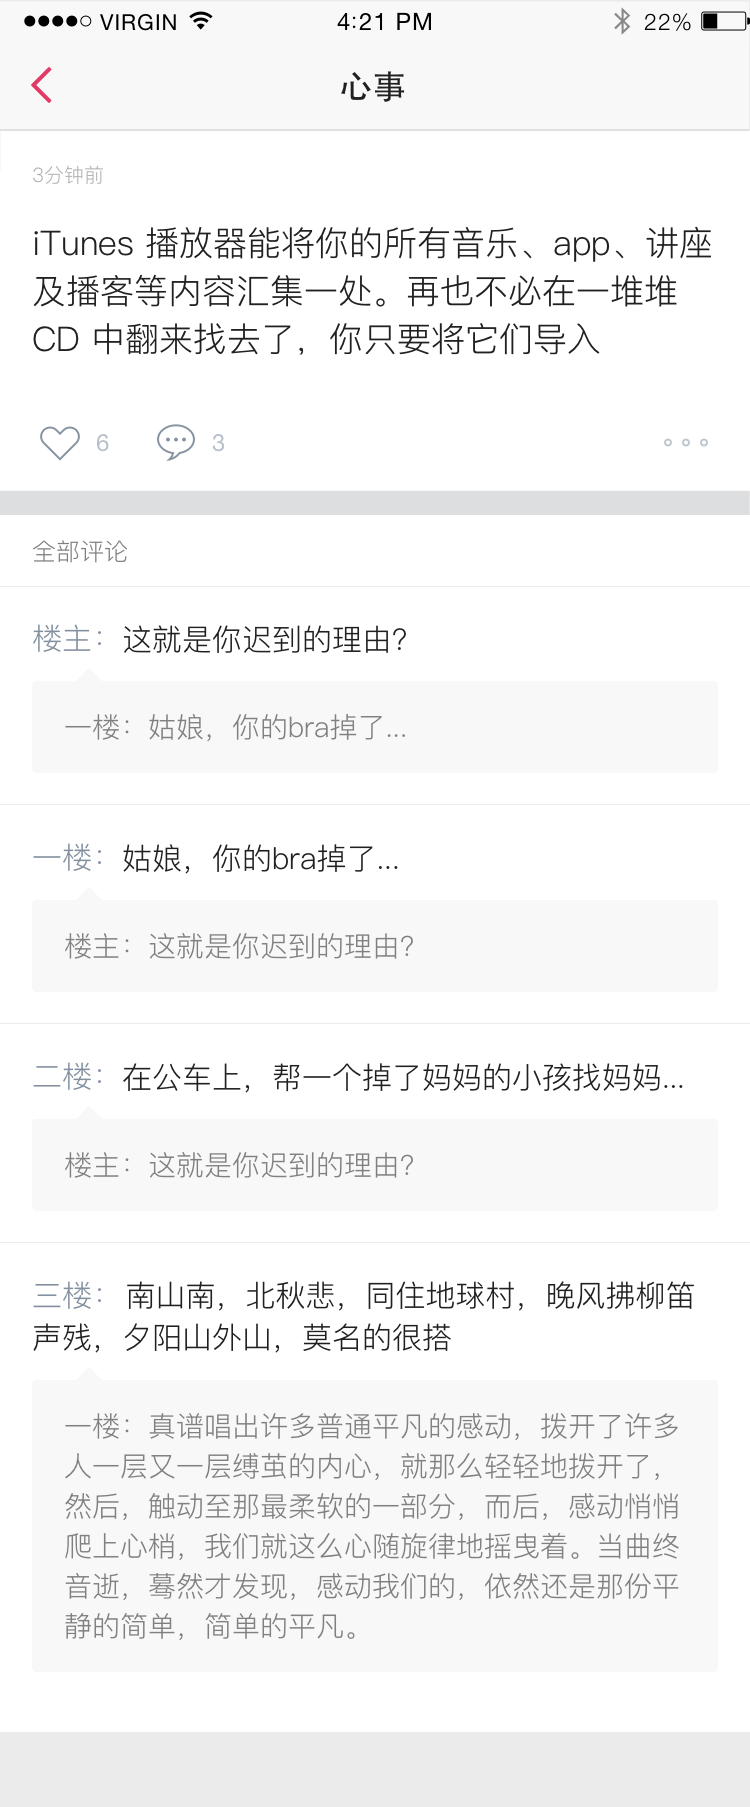 VIRGIN 4:21 PM 22%
心事
3分钟前
iTunes 播放器能将你的所有音乐、app、讲座
及播客等内容汇集一处。再也不必在一堆堆
CD 中翻来找去了，你只要将它们导入
6 3
全部评论
楼主：这就是你迟到的理由？
一楼：姑娘，你的bra掉了...
一楼：姑娘，你的bra掉了...
楼主：这就是你迟到的理由？
二楼：在公车上，帮一个掉了妈妈的小孩找妈妈...
楼主：这就是你迟到的理由？
三楼：南山南，北秋悲，同住地球村，晚风拂柳笛
声残，夕阳山外山，莫名的很搭
一楼：真谱唱出许多普通平凡的感动，拨开了许多
人一层又一层缚茧的内心，就那么轻轻地拨开了，
然后，触动至那最柔软的一部分，而后，感动悄悄
爬上心梢，我们就这么心随旋律地摇曳着。当曲终
音逝，蓦然才发现，感动我们的，依然还是那份平
静的简单，简单的平凡。